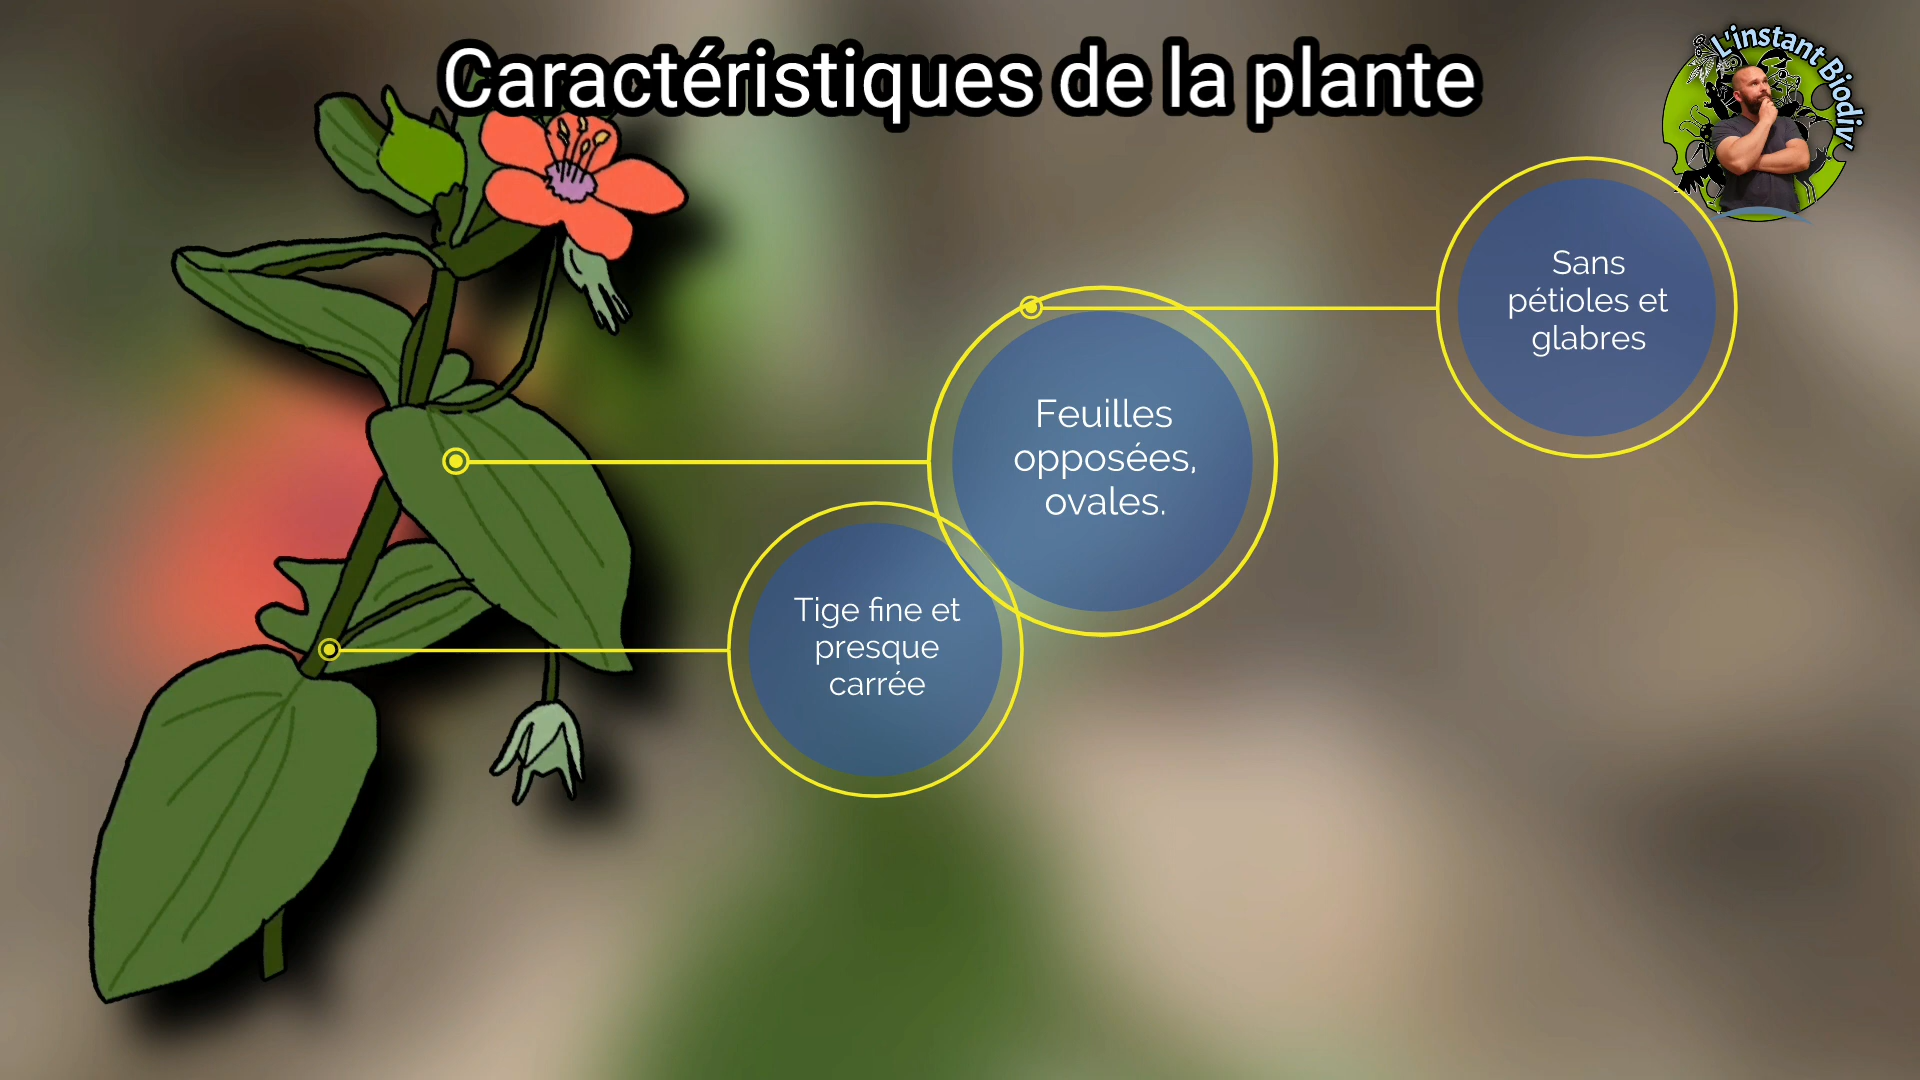 Caractéristiques de la plante
L'instant Biodiv'
Sans
pétioles et
glabres
Feuilles
opposées,
ovales.
Tige fine et
presque
carrée